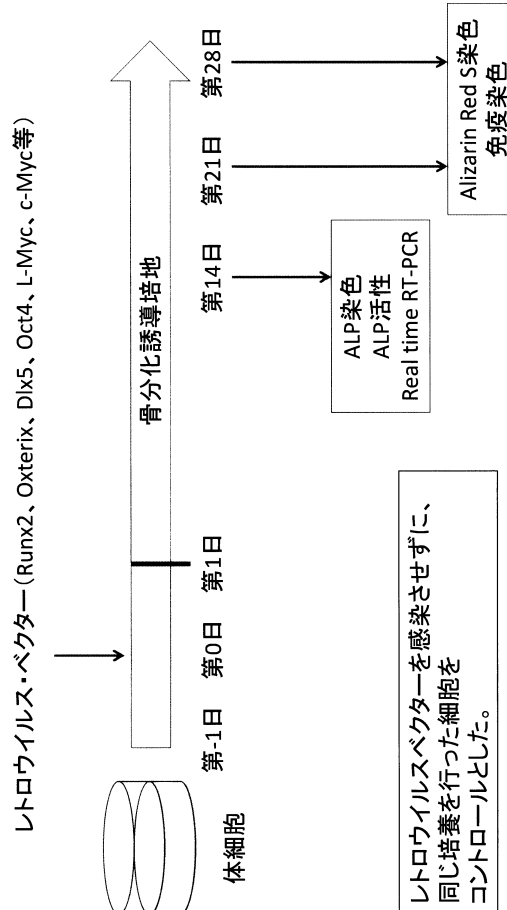 レトロウイルス・ベクター（Runx2、Oxterix、Dlx5、Oct4、L-Myc、c-Myc等）
骨分化誘導培地
体細胞
第-1日
第0日
第1日
第14日
第21日
第28日
ALP染色
ALP活性
Real time RT-PCR
Alizarin Red S染色
免疫染色
レトロウイルスベクターを感染させずに、
同じ培養を行った細胞を
コントロールとした。